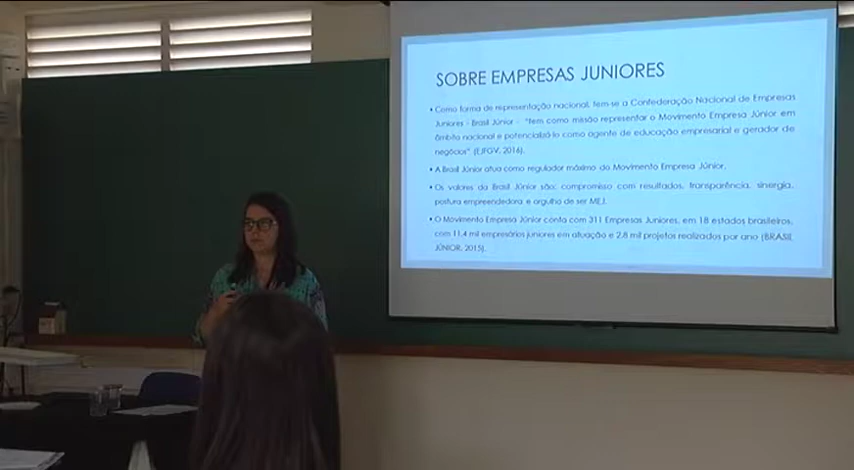 SOBRE EMPRESAS JUNIORES
• Como forma de representação nacional, tem-se a Confederação Nacional de Empresas
Juniores - Brasil Júnior - "tem como missão representar o Movimento Empresa Júnior em
âmbito nacional e potencializá-lo como agente de educação empresarial e gerador de
negócios" (EJFGV, 2016).
• A Brasil Júnior atua como regulador máximo do Movimento Empresa Júnior.
• Os valores da Brasil Júnior são: compromisso com resultados, transparência, sinergia,
postura empreendedora e orgulho de ser MEJ.
• O Movimento Empresa Júnior conta com 311 Empresas Juniores, em 18 estados brasileiros,
com 11,4 mil empresários juniores em atuação e 2,8 mil projetos realizados por ano (BRASIL
JÚNIOR, 2015).